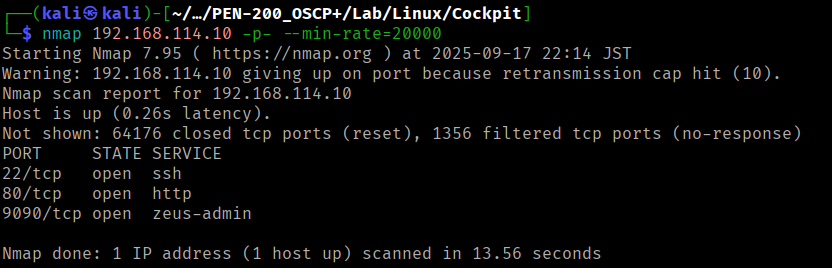 ┌──(kali㉿kali)-[~/…/PEN-200_OSCP+/Lab/Linux/Cockpit]
└─$ nmap 192.168.114.10 -p- --min-rate=20000
Starting Nmap 7.95 ( https://nmap.org ) at 2025-09-17 22:14 JST
Warning: 192.168.114.10 giving up on port because retransmission cap hit (10).
Nmap scan report for 192.168.114.10
Host is up (0.26s latency).
Not shown: 64176 closed tcp ports (reset), 1356 filtered tcp ports (no-response)
PORT     STATE SERVICE
22/tcp   open  ssh
80/tcp   open  http
9090/tcp open  zeus-admin
Nmap done: 1 IP address (1 host up) scanned in 13.56 seconds